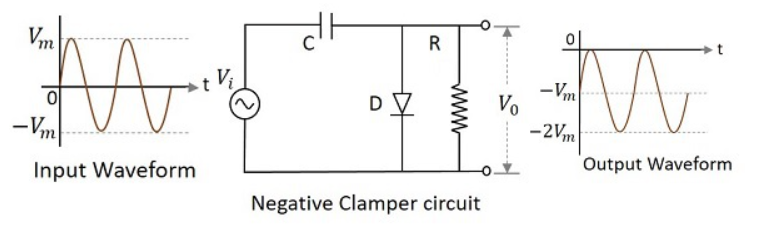 Vₘ
0
−Vₘ
t
Input Waveform
Vᵢ
C
R
D
V₀
Negative Clamper circuit
0
t
−Vₘ
−2Vₘ
Output Waveform